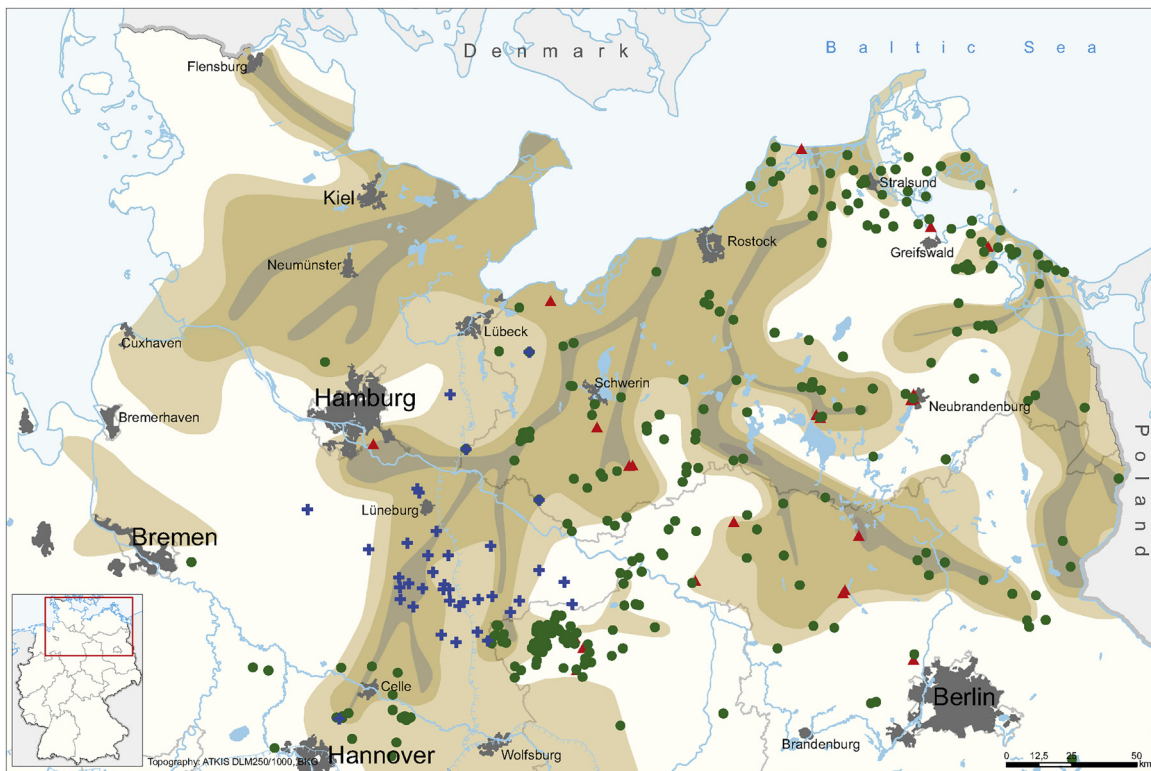 Denmark
Baltic Sea
Flensburg
Kiel
Stralsund
Rostock
Greifswald
Neumünster
Lübeck
Cuxhaven
Schwerin
Hamburg
Neubrandenburg
Bremerhaven
Poland
Lüneburg
Bremen
Celle
Berlin
Brandenburg
Wolfsburg
Hannover
Topography: ATKIS DLM250/1000, BKG
0 12,5 25 50
km